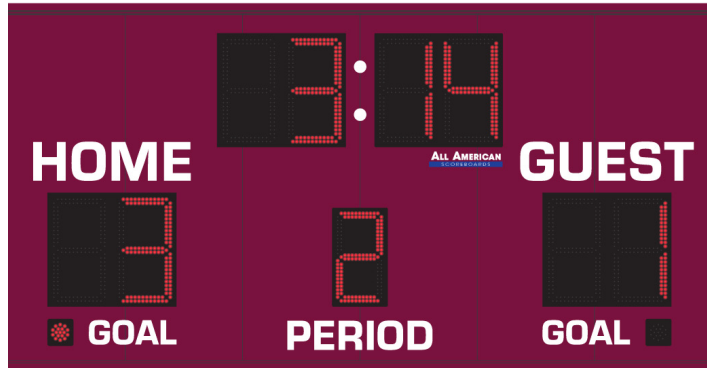 3:14
ALL AMERICAN
SCOREBOARDS
HOME
GUEST
3
2
1
GOAL
PERIOD
GOAL